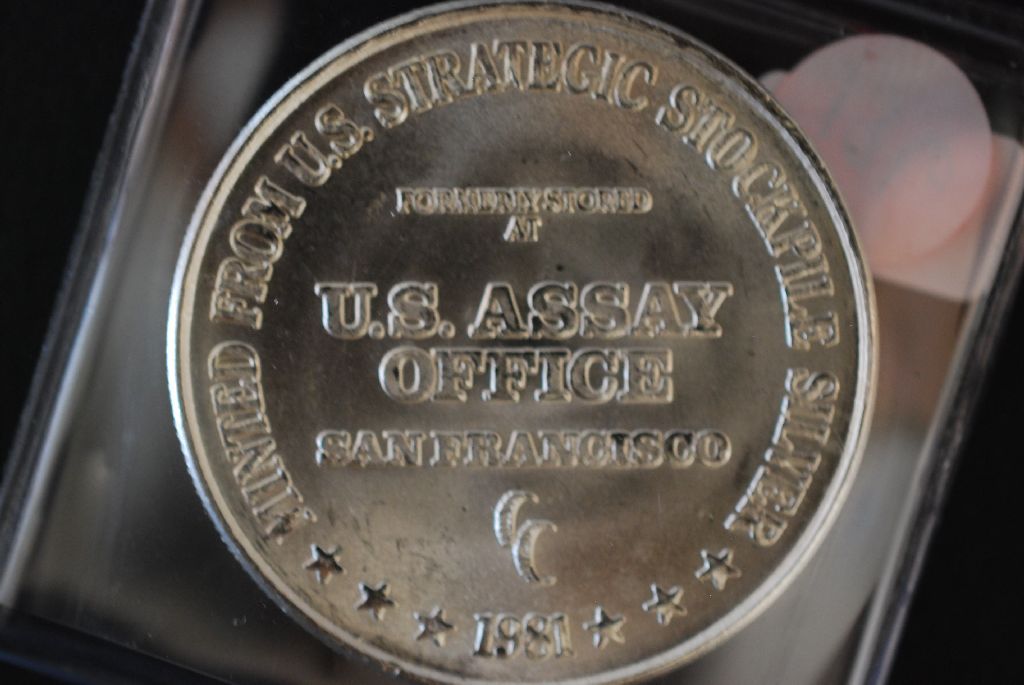 MINTED FROM U.S. STRATEGIC STOCKPILE SILVER
FORMERLY STORED
AT
U.S. ASSAY
OFFICE
SAN FRANCISCO
CC
1981